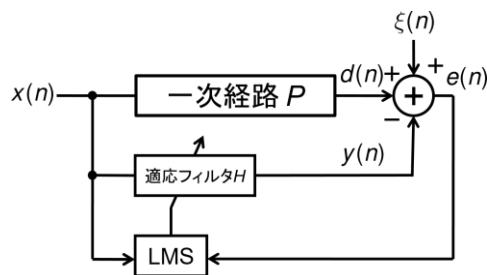 ξ(n)
x(n)
一次経路 P
d(n)
+
+
+
e(n)
−
適応フィルタH
y(n)
LMS